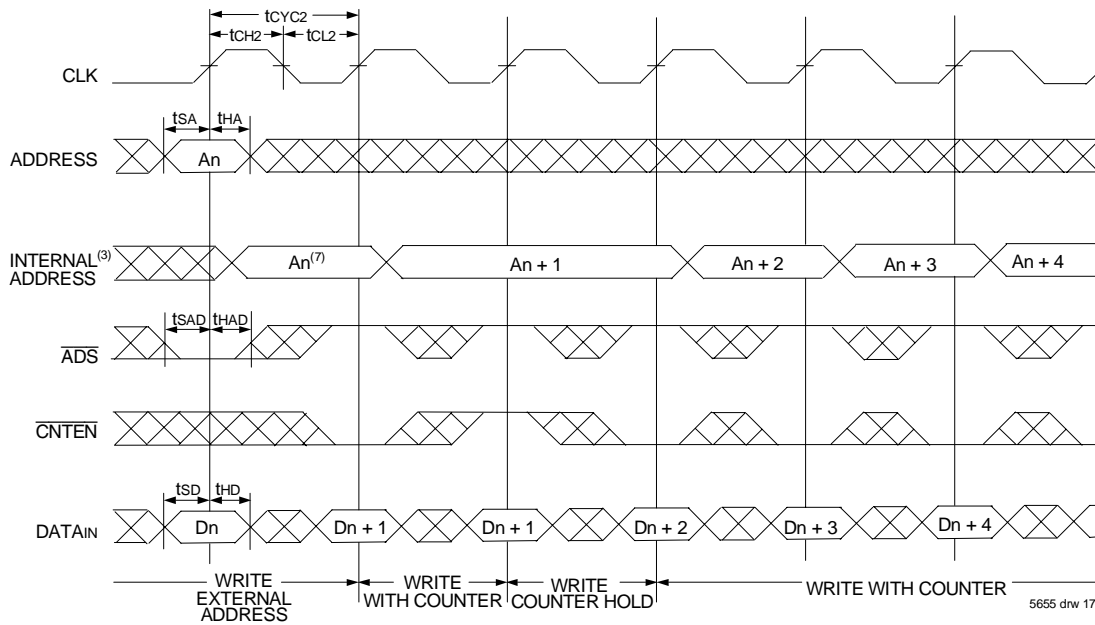 tCYC2
tCH2 tCL2
CLK
tSA tHA
ADDRESS An
INTERNAL(3) ADDRESS An(7) An + 1 An + 2 An + 3 An + 4
tSAD tHAD
ADS
CNTEN
tSD tHD
DATAIN Dn Dn + 1 Dn + 1 Dn + 2 Dn + 3 Dn + 4
WRITE EXTERNAL ADDRESS
WRITE WITH COUNTER
WRITE COUNTER HOLD
WRITE WITH COUNTER
5655 drw 17